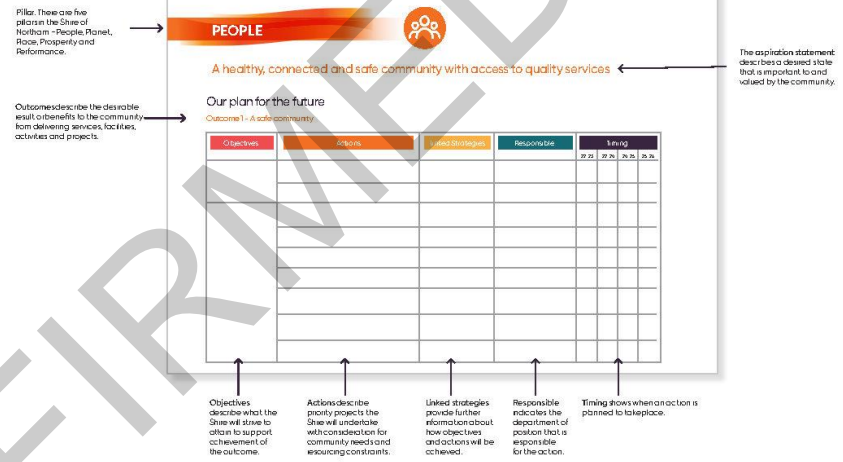 Pillar. There are five
pillars in the Shire of
Northam – People, Planet,
Place, Prosperity and
Performance.
PEOPLE
A healthy, connected and safe community with access to quality services
The aspiration statement
describes a desired state
that is important to and
valued by the community.
Outcomes describe the desirable
result or benefits to the community
from delivering services, facilities,
activities and projects.
Our plan for the future
Outcome 1 - A safe community
Objectives Actions Linked Strategies Responsible Timing
22 23 23 24 24 25 25 26
Objectives
describe what the
Shire will strive to
attain to support
achievement of
the outcome.
Actions describe
priority projects the
Shire will undertake
with consideration for
community needs and
resourcing constraints.
Linked strategies
provide further
information about
how objectives
and actions will be
achieved.
Responsible
indicates the
department of
position that is
responsible
for the action.
Timing shows when an action is
planned to take place.